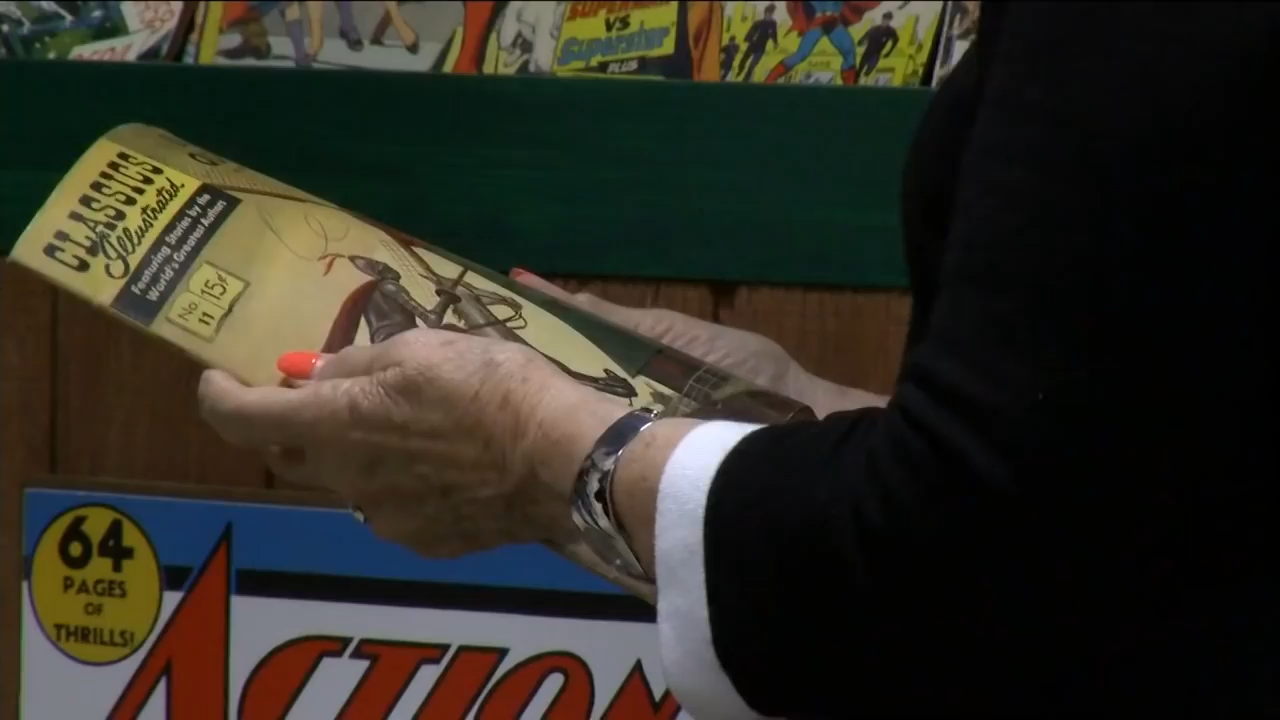 SUPERMAN
VS
Superstar
PLUS
CLASSICS
Illustrated
Featuring Stories by the
World's Greatest Authors
No.
11
15¢
64
PAGES
OF
THRILLS!
ACTION